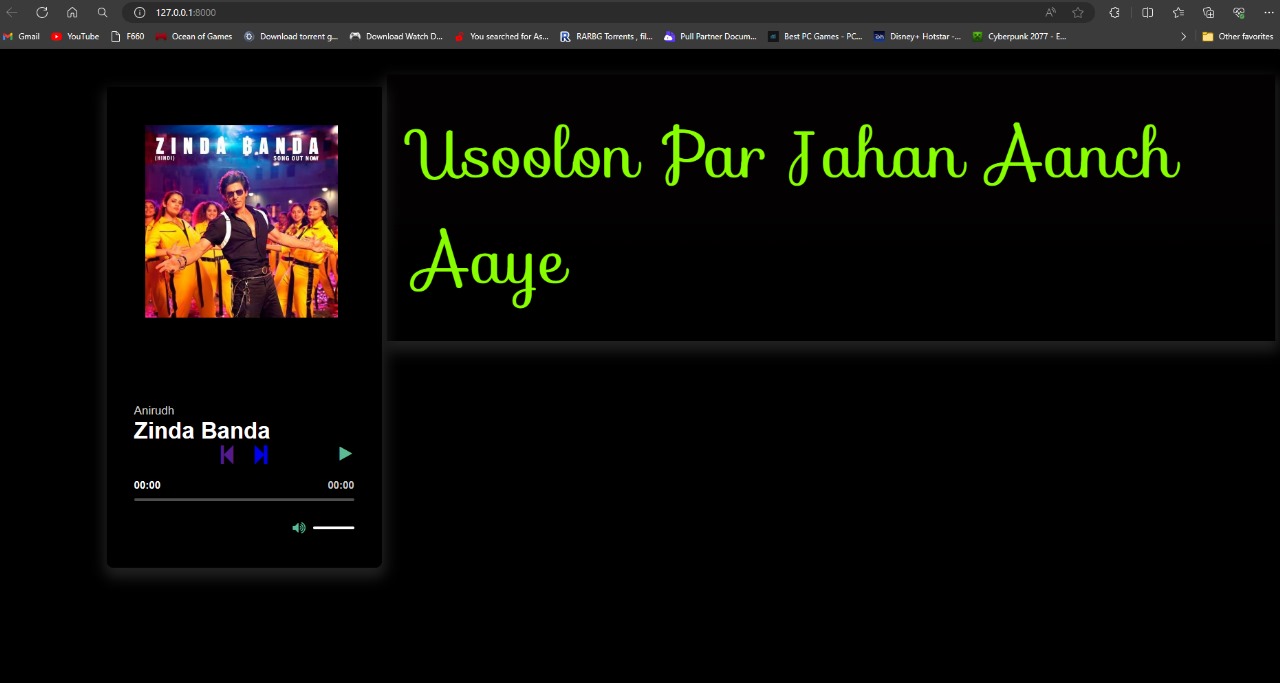 127.0.0.1:8000
Gmail
YouTube
F660
Ocean of Games
Download torrent g...
Download Watch D...
You searched for As...
RARBG Torrents , fil...
Pull Partner Docum...
Best PC Games - PC...
Disney+ Hotstar -...
Cyberpunk 2077 - E...
Other favorites
ZINDA BANDA
(HINDI)
SONG OUT NOW
Usoolon Par Jahan Aanch
Aaye
Anirudh
Zinda Banda
00:00
00:00